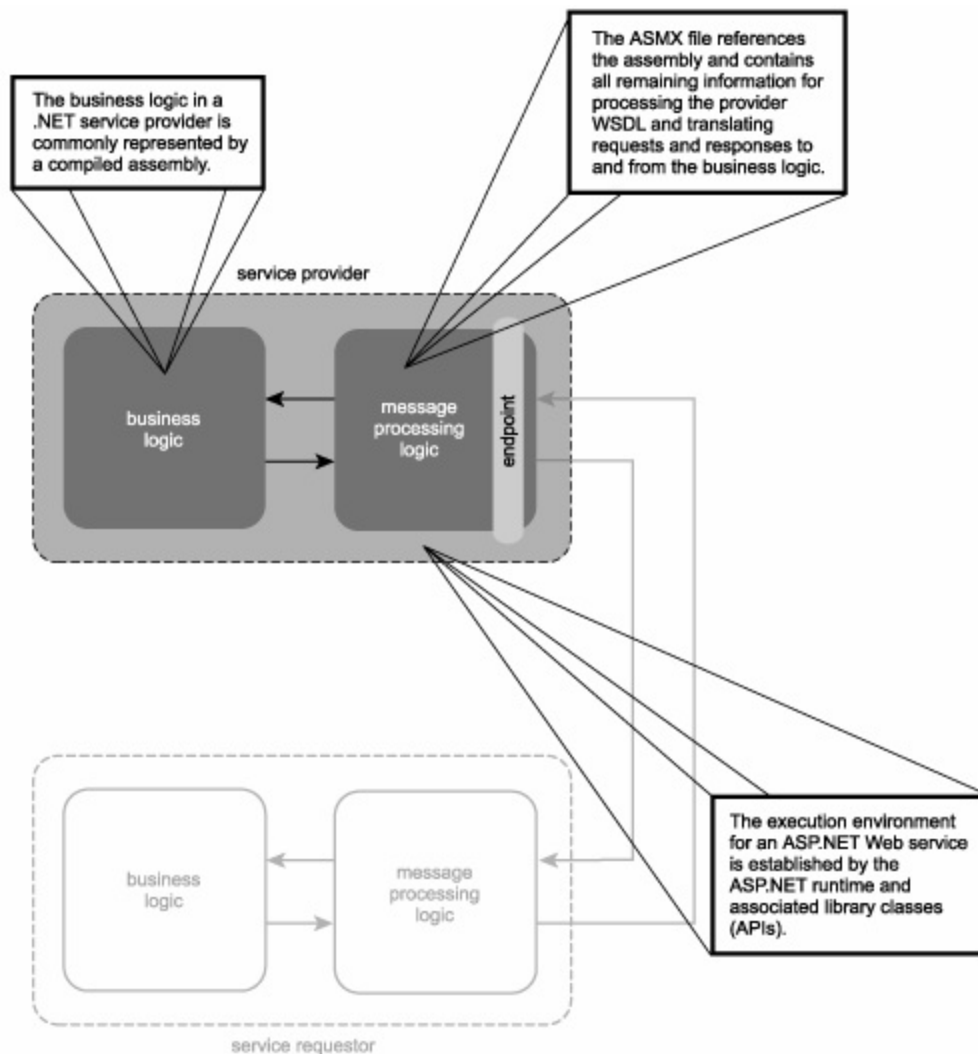 The ASMX file references
the assembly and contains
all remaining information for
processing the provider
WSDL and translating
requests and responses to
and from the business logic.
The business logic in a
.NET service provider is
commonly represented by
a compiled assembly.
service provider
business
logic
message
processing
logic
endpoint
The execution environment
for an ASP.NET Web service
is established by the
ASP.NET runtime and
associated library classes
(APIs).
business
logic
message
processing
logic
service requestor